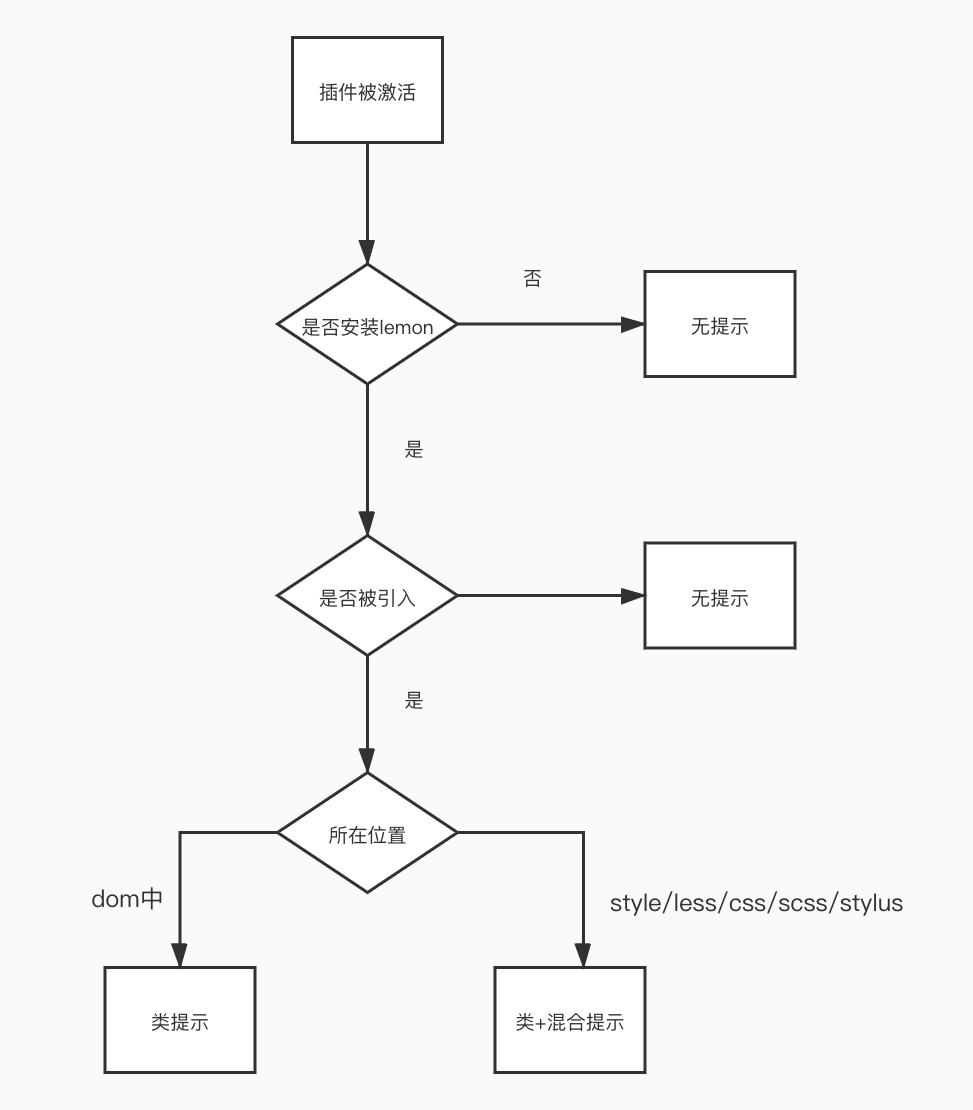 插件被激活
否
是否安装lemon
无提示
是
是否被引入
无提示
是
所在位置
dom中
style/less/css/scss/stylus
类提示
类+混合提示